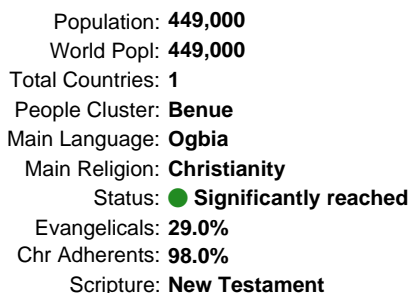 Population: 449,000
World Popl: 449,000
Total Countries: 1
People Cluster: Benue
Main Language: Ogbia
Main Religion: Christianity
Status: Significantly reached
Evangelicals: 29.0%
Chr Adherents: 98.0%
Scripture: New Testament